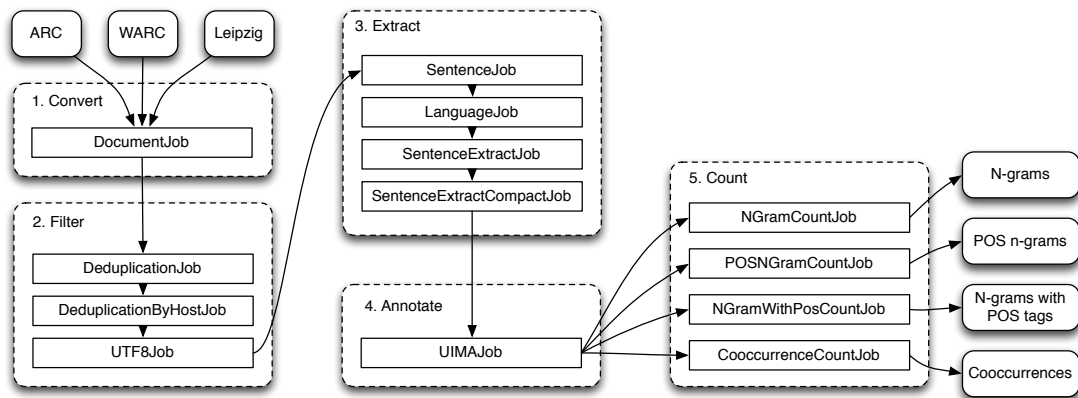 ARC
WARC
Leipzig
1. Convert
DocumentJob
2. Filter
DeduplicationJob
DeduplicationByHostJob
UTF8Job
3. Extract
SentenceJob
LanguageJob
SentenceExtractJob
SentenceExtractCompactJob
4. Annotate
UIMAJob
5. Count
NGramCountJob
POSNGramCountJob
NGramWithPosCountJob
CooccurrenceCountJob
N-grams
POS n-grams
N-grams with
POS tags
Cooccurrences